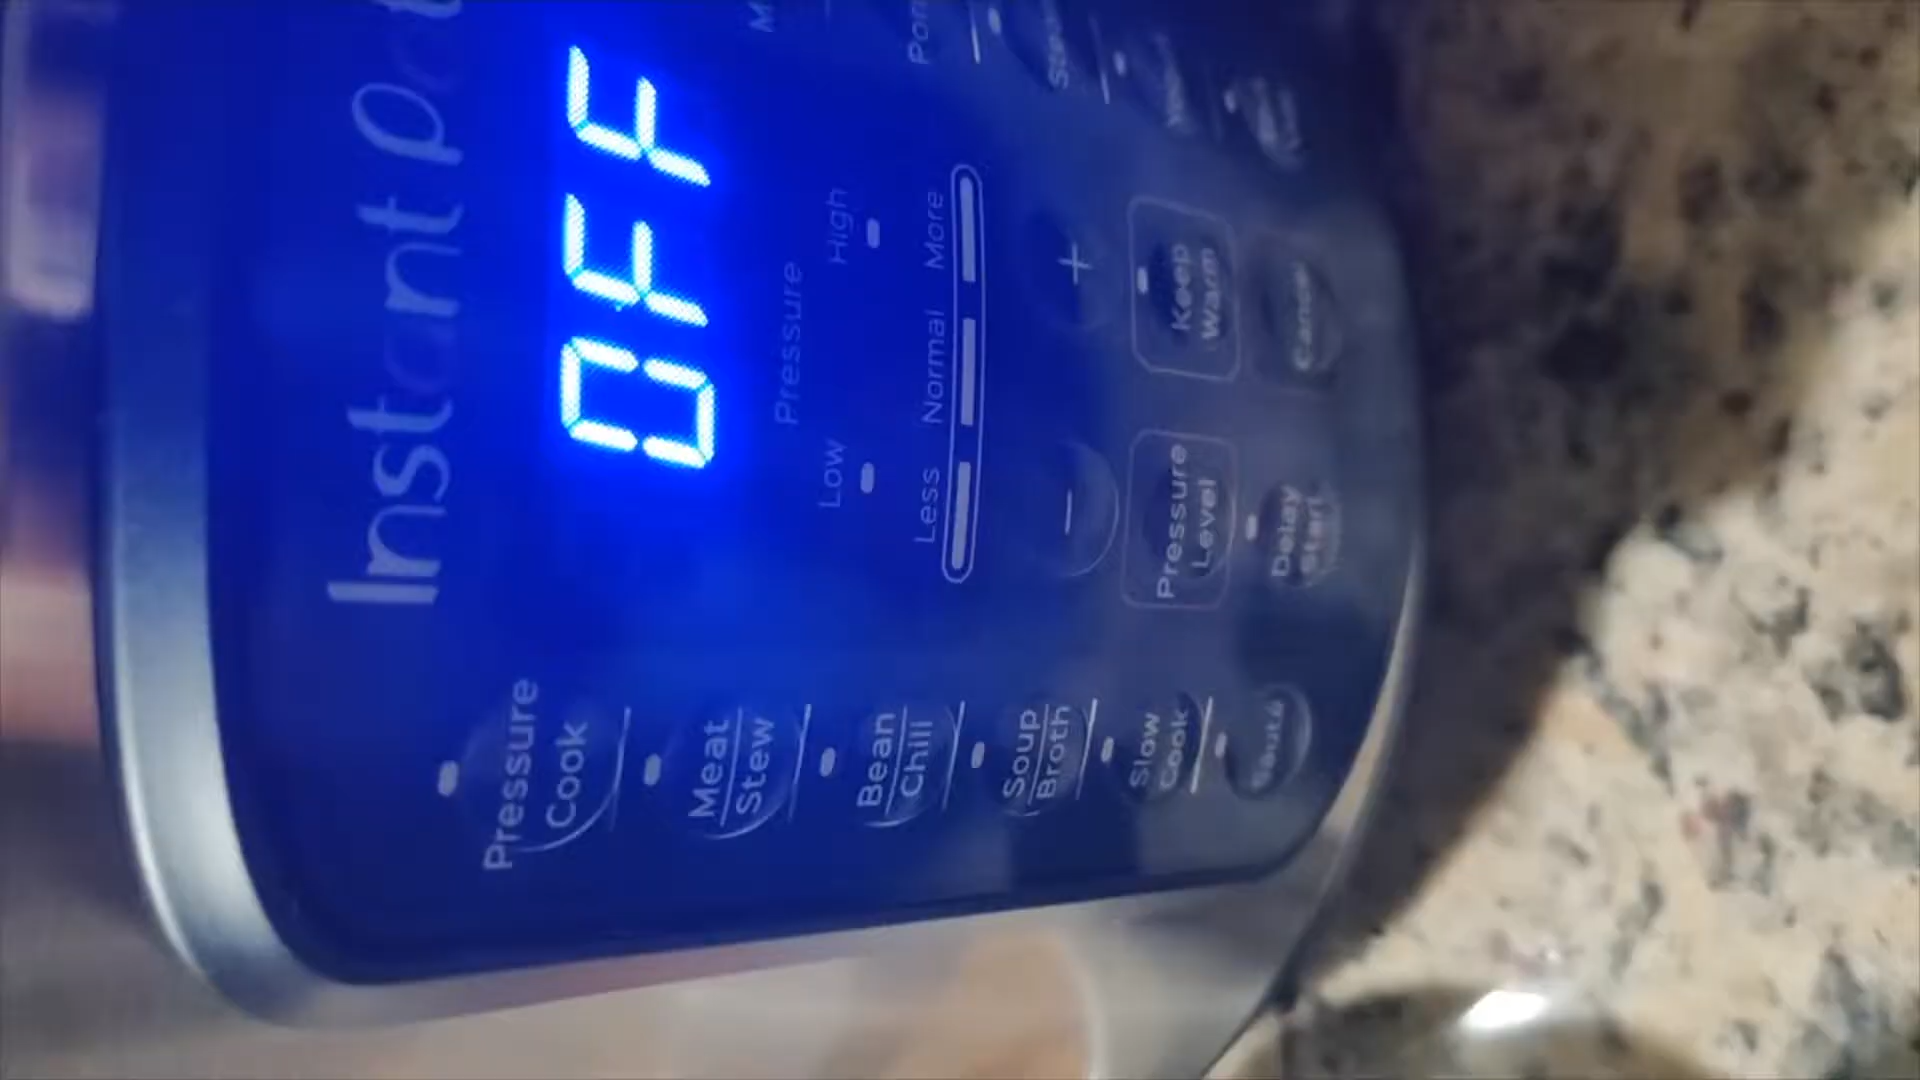 Instant Pot
OFF
Pressure
Low
High
Less
Normal
More
−
+
Pressure
Level
Keep
Warm
Delay
Start
Cancel
Pressure
Cook
Meat
Stew
Bean
Chili
Soup
Broth
Slow
Cook
Sauté